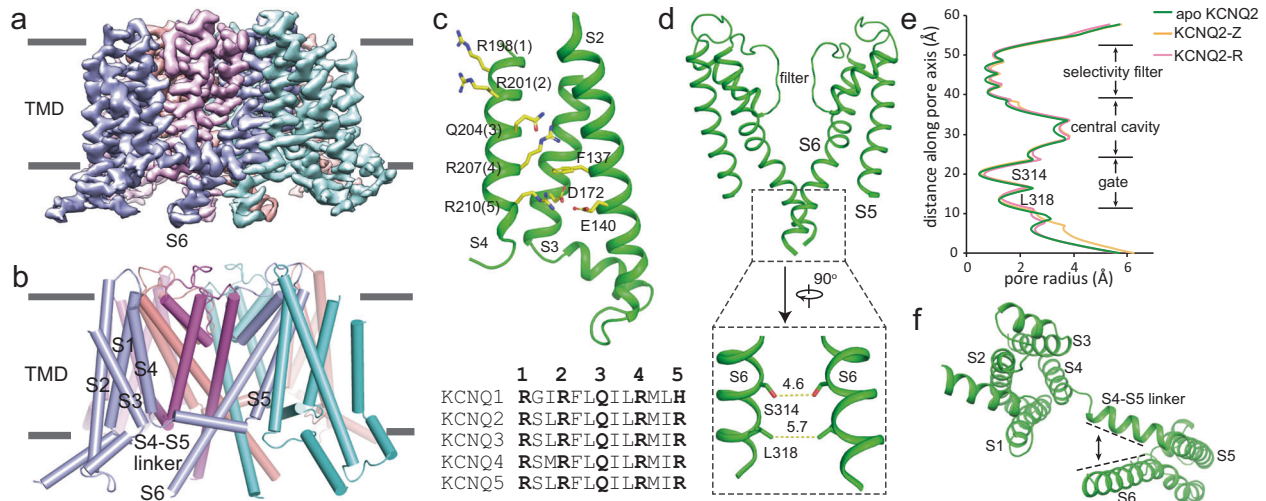 a
TMD
S6
b
S1
S2
S4
TMD
S3
S5
S4-S5
linker
S6
c
S2
R198(1)
R201(2)
Q204(3)
R207(4)
F137
D172
R210(5)
E140
S4
S3
1 2 3 4 5
KCNQ1 RGIRFLQILRMLH
KCNQ2 RSLRFLQILRMIR
KCNQ3 RSLRFLQILRMIR
KCNQ4 RSMRFLQILRMIR
KCNQ5 RSMRFLQILRMIR
d
filter
S6
S5
90°
S6
S6
4.6
S314
5.7
L318
e
distance along pore axis (Å)
60
50
40
30
20
10
0
apo KCNQ2
KCNQ2-Z
KCNQ2-R
selectivity filter
central cavity
S314
gate
L318
0 2 4 6
pore radius (Å)
f
S3
S2
S4
S4-S5 linker
S1
S5
S6